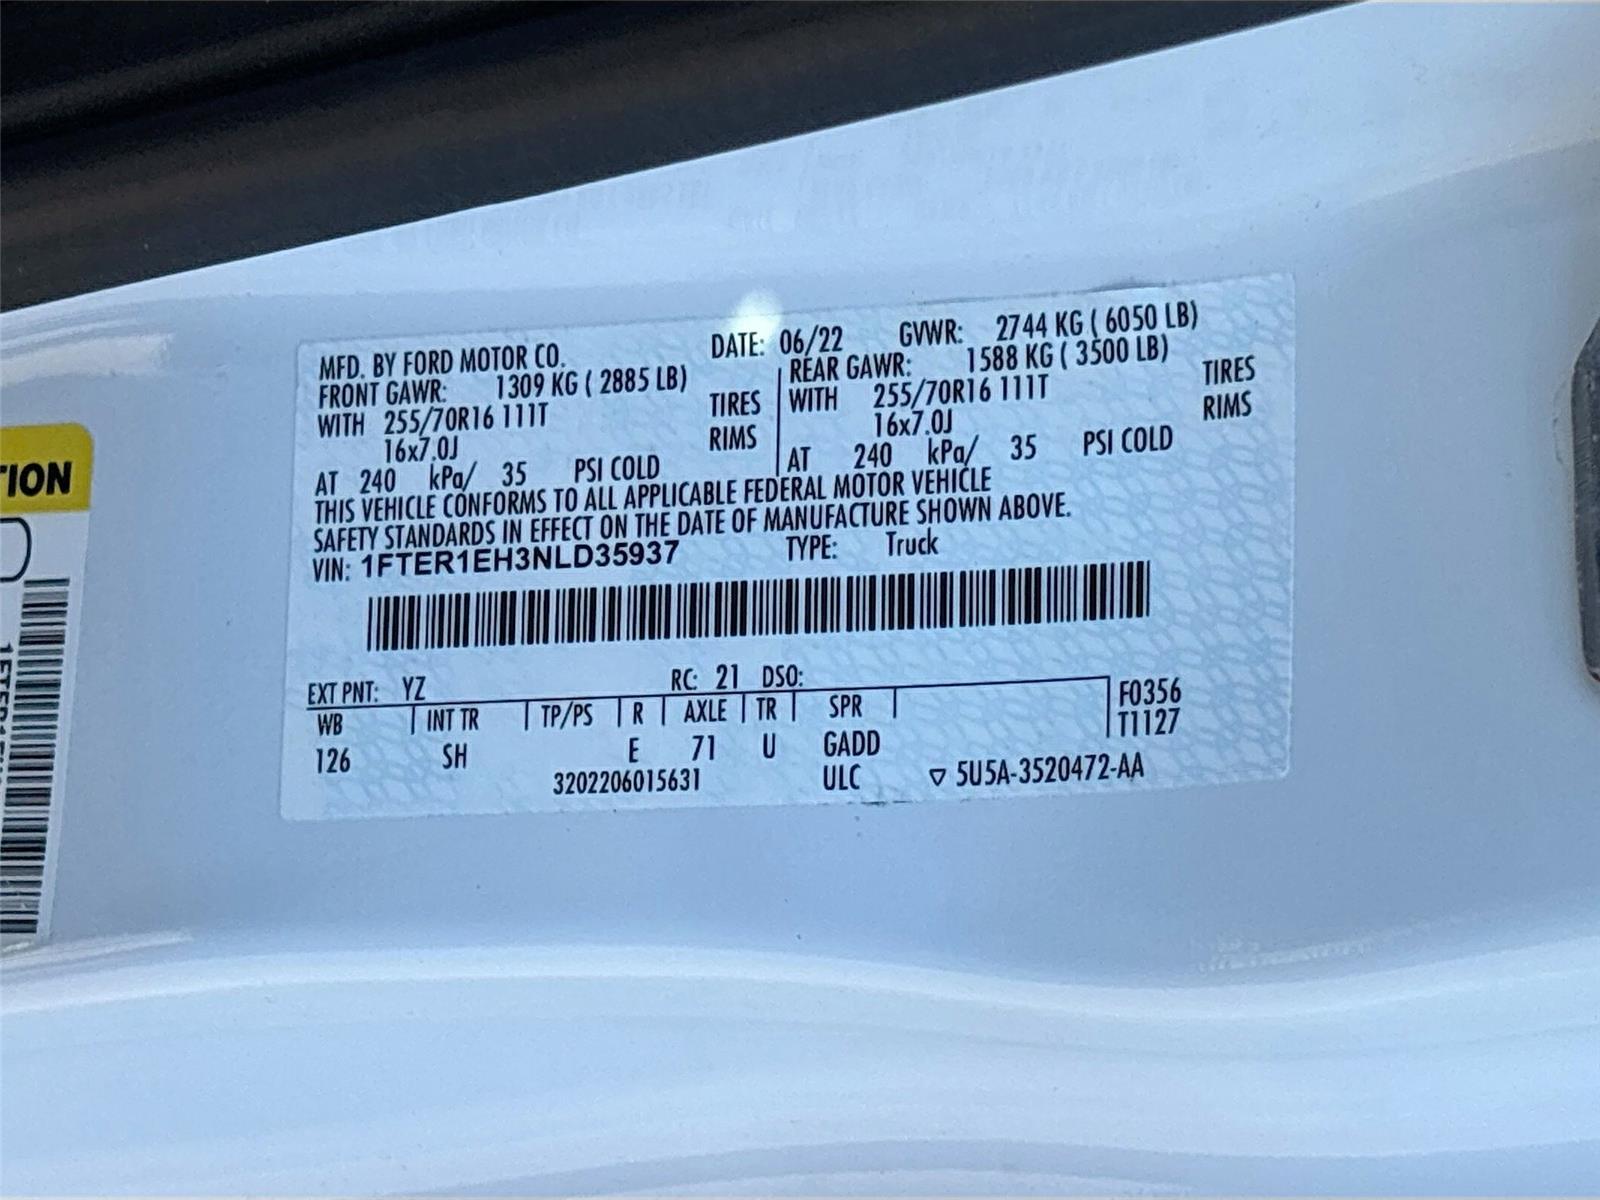 MFD. BY FORD MOTOR CO. DATE: 06/22 GVWR: 2744 KG ( 6050 LB)
FRONT GAWR: 1309 KG ( 2885 LB) REAR GAWR: 1588 KG ( 3500 LB)
WITH 255/70R16 111T TIRES WITH 255/70R16 111T TIRES
16x7.0J RIMS 16x7.0J RIMS
AT 240 kPa/ 35 PSI COLD AT 240 kPa/ 35 PSI COLD
THIS VEHICLE CONFORMS TO ALL APPLICABLE FEDERAL MOTOR VEHICLE
SAFETY STANDARDS IN EFFECT ON THE DATE OF MANUFACTURE SHOWN ABOVE.
VIN: 1FTER1EH3NLD35937 TYPE: Truck
EXT PNT: YZ RC: 21 DSO:
WB INT TR TP/PS R AXLE TR SPR F0356
126 SH E 71 U GADD T1127
3202206015631 ULC ▽ 5U5A-3520472-AA
TION